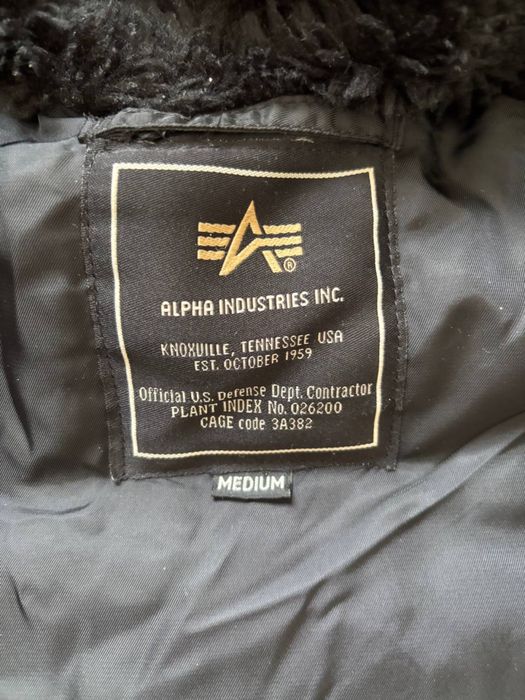 ®
ALPHA INDUSTRIES INC.
KNOXVILLE, TENNESSEE USA
EST. OCTOBER 1959
Official U.S. Defense Dept. Contractor
PLANT INDEX No. 026200
CAGE code 3A382
MEDIUM